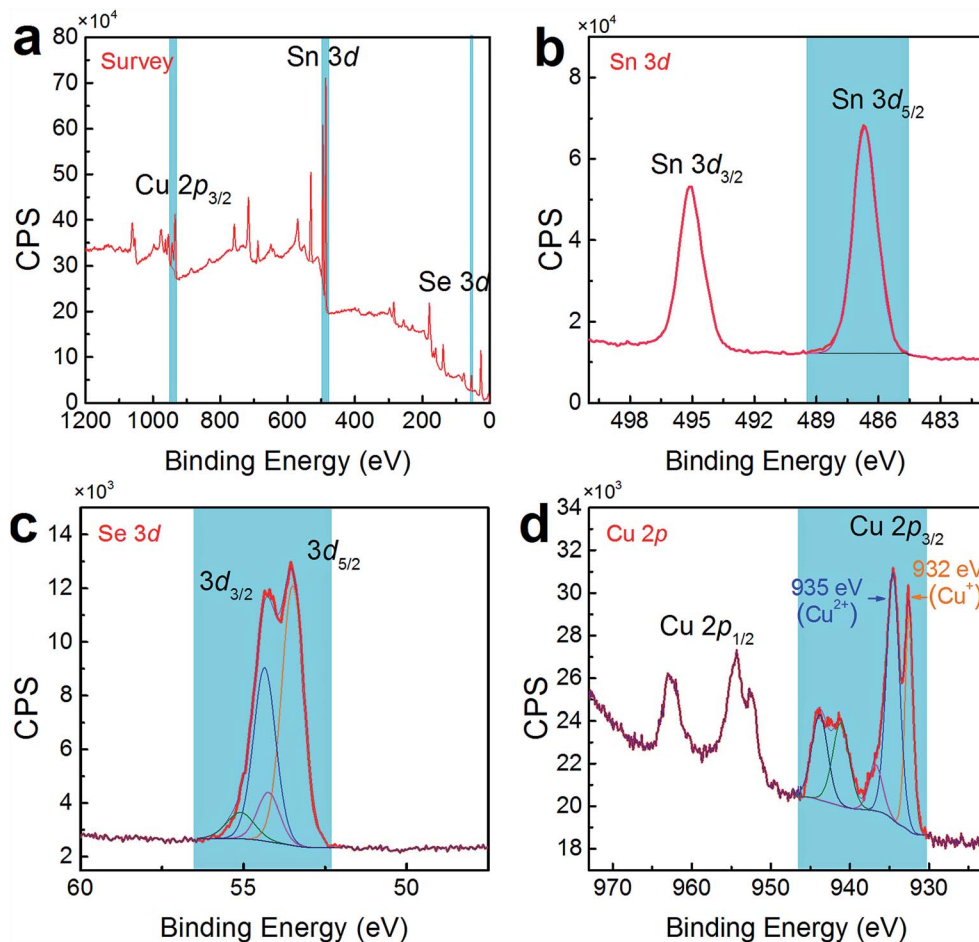 a
×10⁴
Survey
Sn 3d
Cu 2p₃/₂
Se 3d
CPS
80
70
60
50
40
30
20
10
0
1200 1000 800 600 400 200 0
Binding Energy (eV)
b
×10⁴
Sn 3d
Sn 3d₅/₂
Sn 3d₃/₂
CPS
8
6
4
2
0
498 495 492 489 486 483
Binding Energy (eV)
c
×10³
Se 3d
3d₅/₂
3d₃/₂
CPS
14
12
10
8
6
4
2
60 55 50
Binding Energy (eV)
d
×10³
Cu 2p
Cu 2p₃/₂
935 eV
(Cu²⁺)
932 eV
(Cu⁺)
Cu 2p₁/₂
CPS
34
32
30
28
26
24
22
20
18
970 960 950 940 930
Binding Energy (eV)